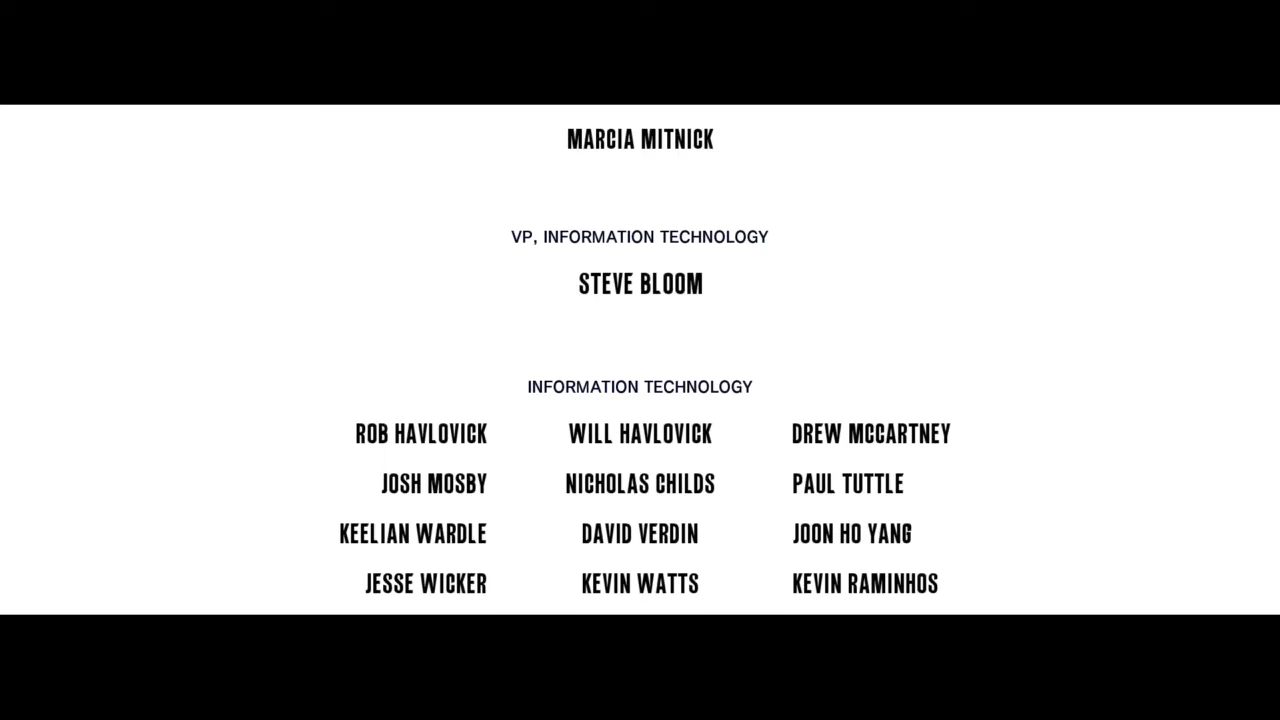 MARCIA MITNICK
VP, INFORMATION TECHNOLOGY
STEVE BLOOM
INFORMATION TECHNOLOGY
ROB HAVLOVICK WILL HAVLOVICK DREW MCCARTNEY
JOSH MOSBY NICHOLAS CHILDS PAUL TUTTLE
KEELIAN WARDLE DAVID VERDIN JOON HO YANG
JESSE WICKER KEVIN WATTS KEVIN RAMINHOS